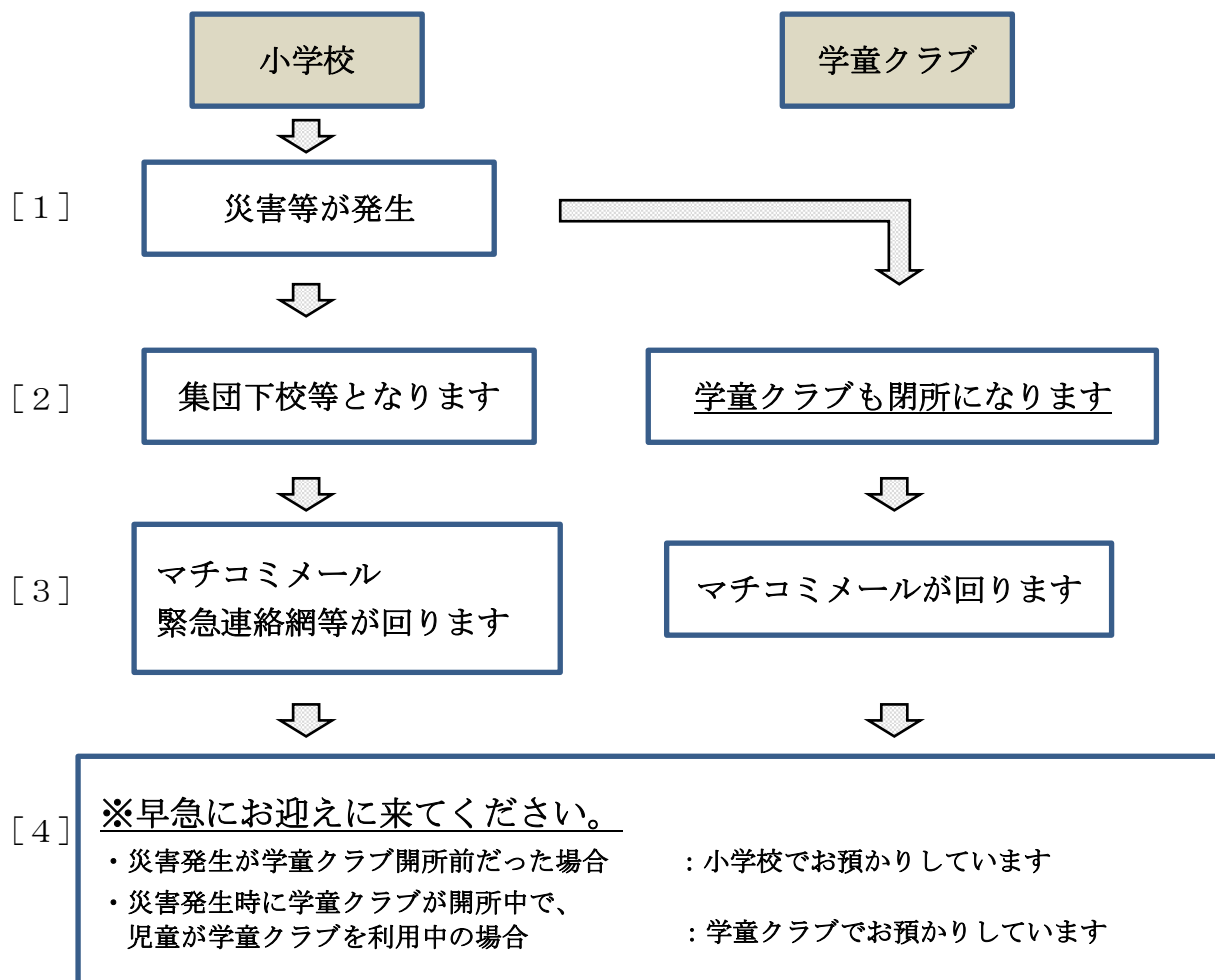 小学校
学童クラブ
［１］
災害等が発生
［２］
集団下校等となります
学童クラブも閉所になります
［３］
マチコミメール
緊急連絡網等が回ります
マチコミメールが回ります
［４］
※早急にお迎えに来てください。
・災害発生が学童クラブ開所前だった場合 ：小学校でお預かりしています
・災害発生時に学童クラブが開所中で、
児童が学童クラブを利用中の場合 ：学童クラブでお預かりしています